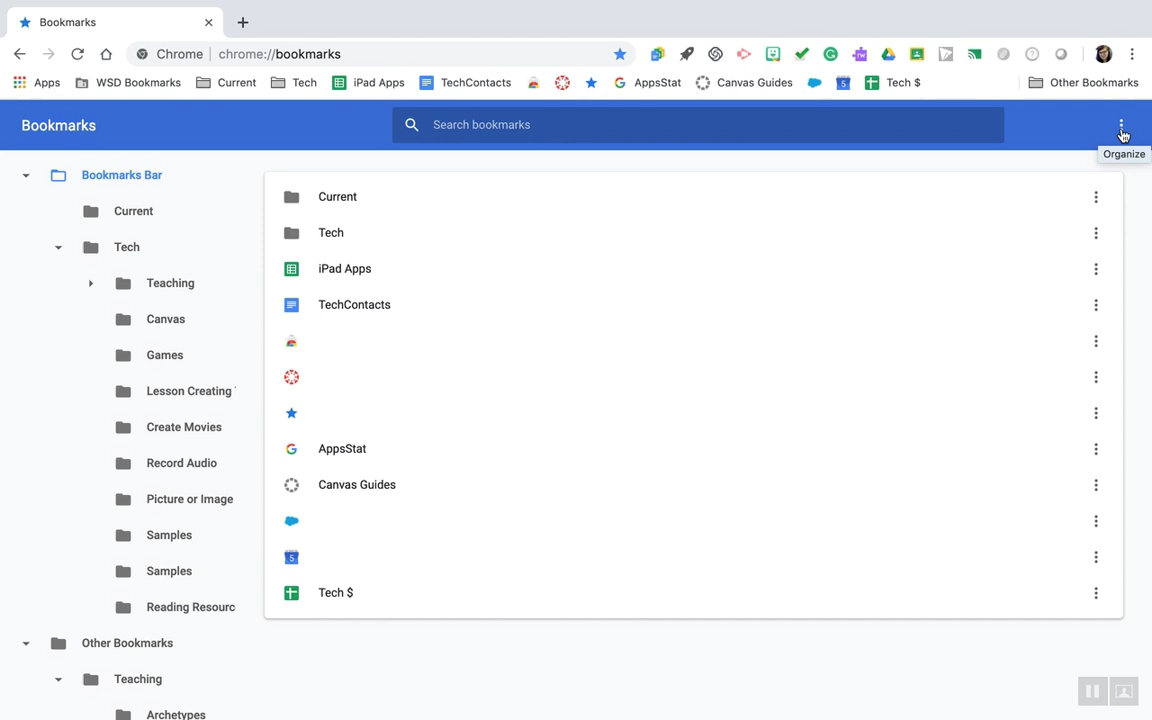 Bookmarks
Chrome | chrome://bookmarks
Apps WSD Bookmarks Current Tech iPad Apps TechContacts AppsStat Canvas Guides 5 Tech $ Other Bookmarks
Bookmarks Search bookmarks
Organize
Bookmarks Bar
Current
Tech
Teaching
Canvas
Games
Lesson Creating
Create Movies
Record Audio
Picture or Image
Samples
Samples
Reading Resourc
Other Bookmarks
Teaching
Archetypes
Current
Tech
iPad Apps
TechContacts
AppsStat
Canvas Guides
5
Tech $